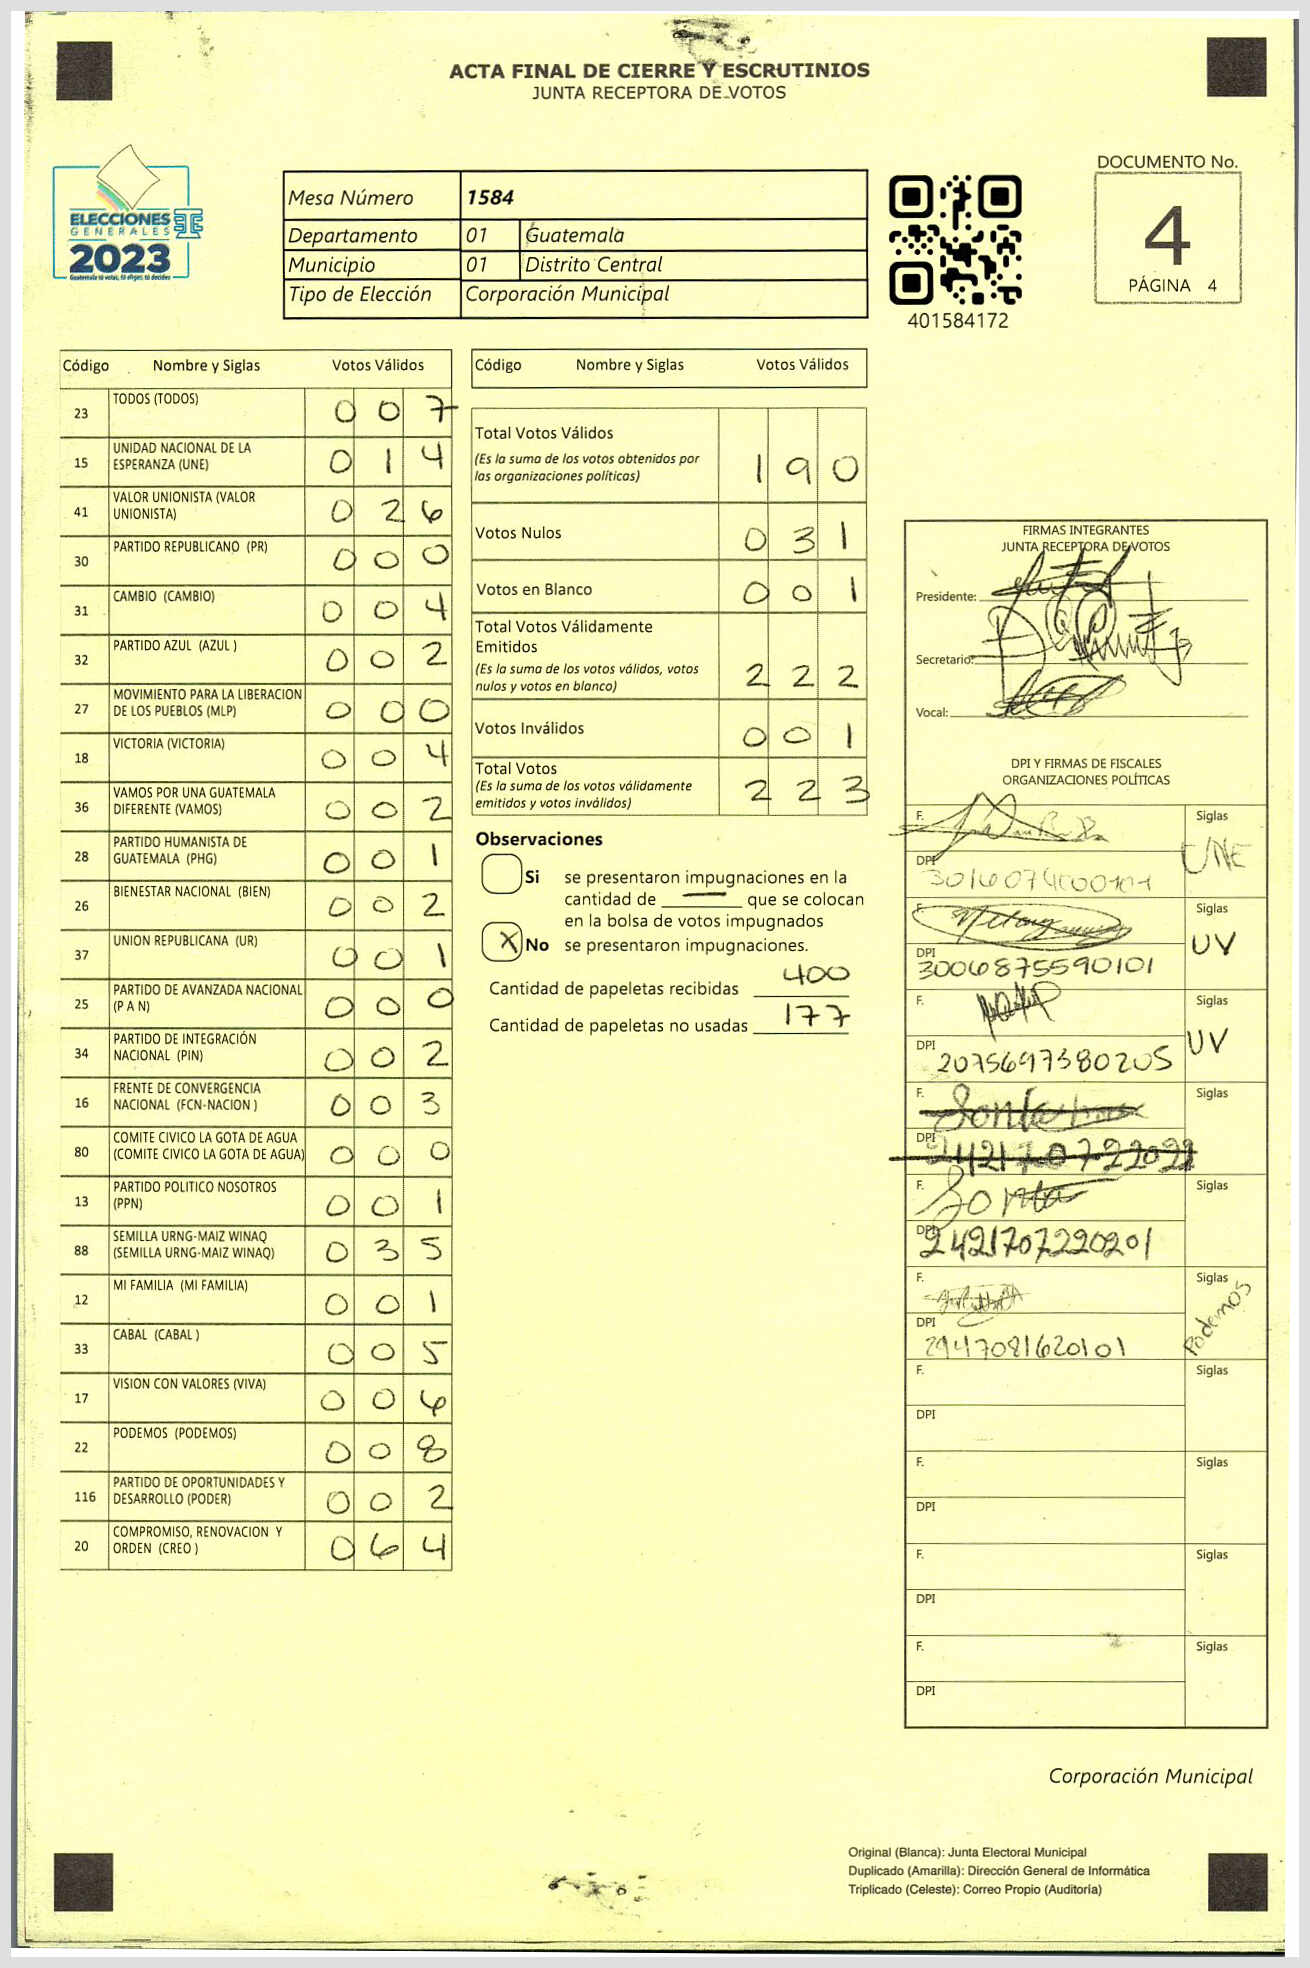 ACTA FINAL DE CIERRE Y ESCRUTINIOS
JUNTA RECEPTORA DE VOTOS
ELECCIONES
GENERALES
2023
Guatemala tú votas, tú eliges, tú decides
Mesa Número 1584
Departamento 01 Guatemala
Municipio 01 Distrito Central
Tipo de Elección Corporación Municipal
401584172
DOCUMENTO No.
4
PÁGINA 4
Código Nombre y Siglas Votos Válidos
23 TODOS (TODOS) 0 0 7
15 UNIDAD NACIONAL DE LA ESPERANZA (UNE) 0 1 4
41 VALOR UNIONISTA (VALOR UNIONISTA) 0 2 6
30 PARTIDO REPUBLICANO (PR) 0 0 0
31 CAMBIO (CAMBIO) 0 0 4
32 PARTIDO AZUL (AZUL ) 0 0 2
27 MOVIMIENTO PARA LA LIBERACION DE LOS PUEBLOS (MLP) 0 0 0
18 VICTORIA (VICTORIA) 0 0 4
36 VAMOS POR UNA GUATEMALA DIFERENTE (VAMOS) 0 0 2
28 PARTIDO HUMANISTA DE GUATEMALA (PHG) 0 0 1
26 BIENESTAR NACIONAL (BIEN) 0 0 2
37 UNION REPUBLICANA (UR) 0 0 1
25 PARTIDO DE AVANZADA NACIONAL (P A N) 0 0 0
34 PARTIDO DE INTEGRACIÓN NACIONAL (PIN) 0 0 2
16 FRENTE DE CONVERGENCIA NACIONAL (FCN-NACION ) 0 0 3
80 COMITE CIVICO LA GOTA DE AGUA (COMITE CIVICO LA GOTA DE AGUA) 0 0 0
13 PARTIDO POLITICO NOSOTROS (PPN) 0 0 1
88 SEMILLA URNG-MAIZ WINAQ (SEMILLA URNG-MAIZ WINAQ) 0 3 5
12 MI FAMILIA (MI FAMILIA) 0 0 1
33 CABAL (CABAL ) 0 0 5
17 VISION CON VALORES (VIVA) 0 0 6
22 PODEMOS (PODEMOS) 0 0 8
116 PARTIDO DE OPORTUNIDADES Y DESARROLLO (PODER) 0 0 2
20 COMPROMISO, RENOVACION Y ORDEN (CREO ) 0 6 4
Código Nombre y Siglas Votos Válidos
Total Votos Válidos
(Es la suma de los votos obtenidos por
las organizaciones políticas) 1 9 0
Votos Nulos 0 3 1
Votos en Blanco 0 0 1
Total Votos Válidamente
Emitidos
(Es la suma de los votos válidos, votos
nulos y votos en blanco) 2 2 2
Votos Inválidos 0 0 1
Total Votos
(Es la suma de los votos válidamente
emitidos y votos inválidos) 2 2 3
Observaciones
Si se presentaron impugnaciones en la
cantidad de que se colocan
en la bolsa de votos impugnados
X No se presentaron impugnaciones.
Cantidad de papeletas recibidas 400
Cantidad de papeletas no usadas 177
FIRMAS INTEGRANTES
JUNTA RECEPTORA DE VOTOS
Presidente:
Secretario:
Vocal:
DPI Y FIRMAS DE FISCALES
ORGANIZACIONES POLÍTICAS
F. Siglas
UNE
DPI
F. Siglas
UV
DPI 3006875590101
F. Siglas
UV
DPI 2075697380205
F. Siglas
DPI
F. Siglas
DPI 2421707220201
F. Siglas
Podemos
DPI 2947081620101
F. Siglas
DPI
F. Siglas
DPI
F. Siglas
DPI
F. Siglas
DPI
Corporación Municipal
Original (Blanca): Junta Electoral Municipal
Duplicado (Amarilla): Dirección General de Informática
Triplicado (Celeste): Correo Propio (Auditoría)